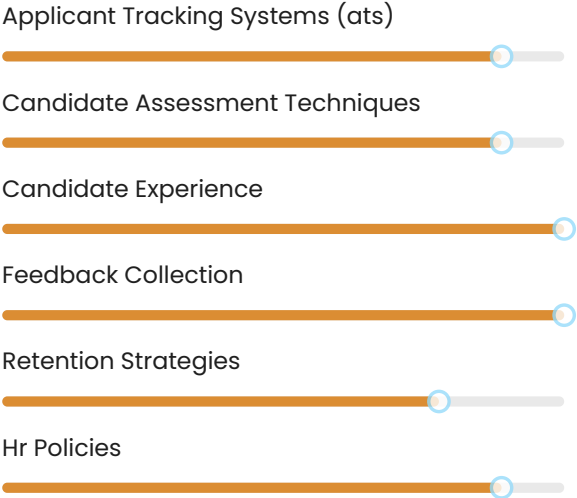 Applicant Tracking Systems (ats)
Candidate Assessment Techniques
Candidate Experience
Feedback Collection
Retention Strategies
Hr Policies